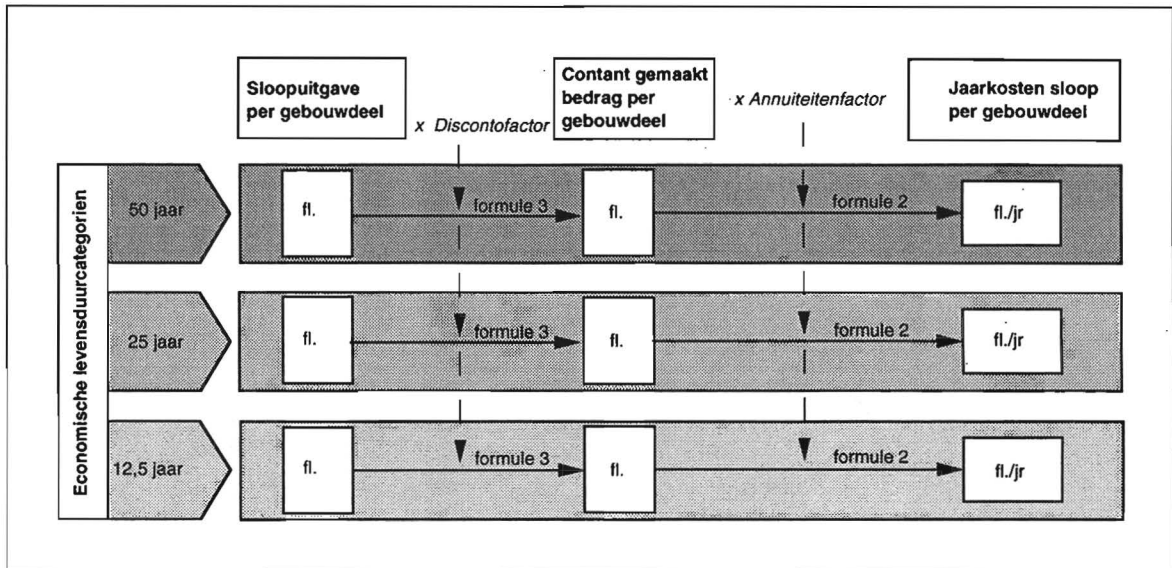 Sloopuitgave
per gebouwdeel
x Discontofactor
Contant gemaakt
bedrag per
gebouwdeel
x Annuiteitenfactor
Jaarkosten sloop
per gebouwdeel
Economische levensduurcategorien
50 jaar
fl.
formule 3
fl.
formule 2
fl./jr
25 jaar
fl.
formule 3
fl.
formule 2
fl./jr
12,5 jaar
fl.
formule 3
fl.
formule 2
fl./jr